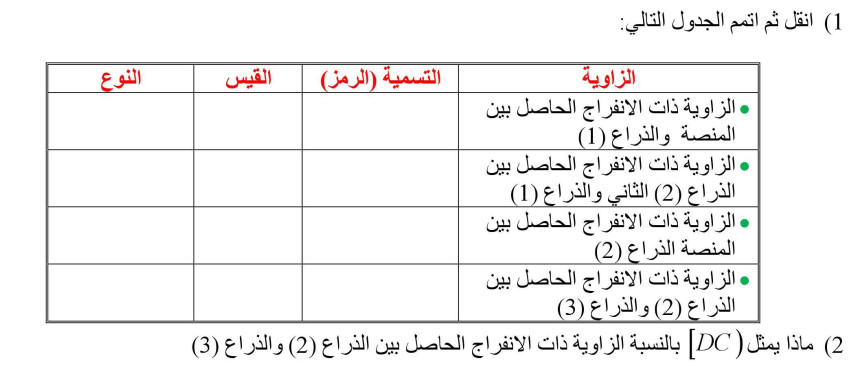 1) انقل ثم اتمم الجدول التالي:
الزاوية التسمية (الرمز) القيس النوع
• الزاوية ذات الانفراج الحاصل بين
المنصة والذراع (1)
• الزاوية ذات الانفراج الحاصل بين
الذراع (2) الثاني والذراع (1)
• الزاوية ذات الانفراج الحاصل بين
المنصة الذراع (2)
• الزاوية ذات الانفراج الحاصل بين
الذراع (2) والذراع (3)
2) ماذا يمثل [DC) بالنسبة الزاوية ذات الانفراج الحاصل بين الذراع (2) والذراع (3)